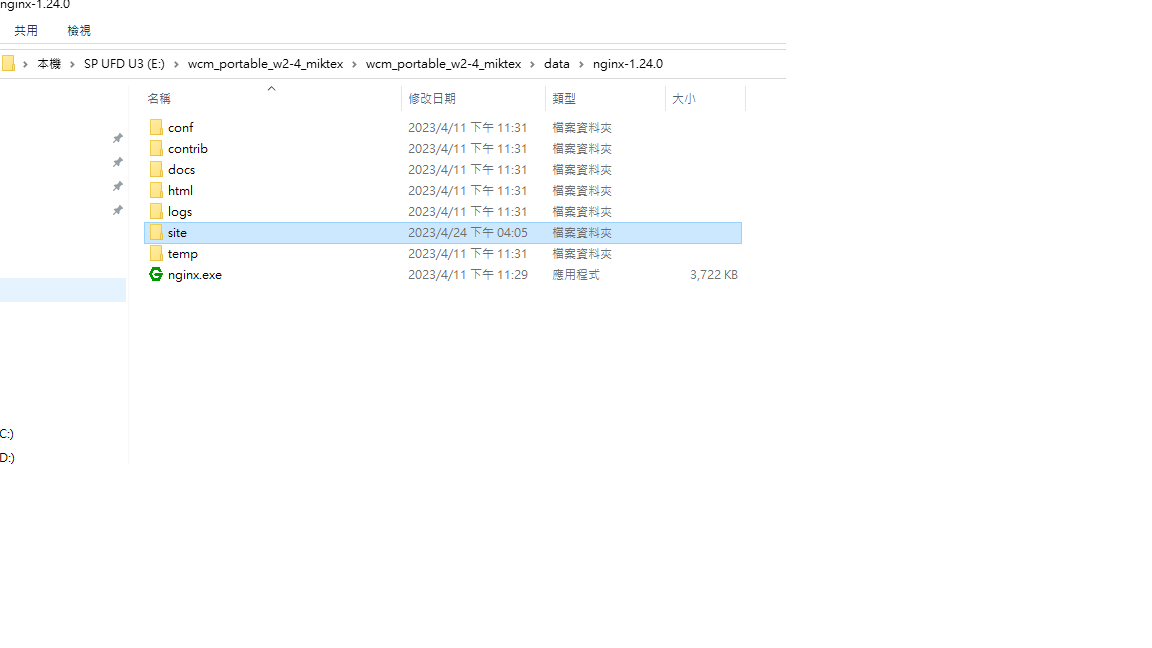 nginx-1.24.0
共用 檢視
本機 SP UFD U3 (E:) wcm_portable_w2-4_miktex wcm_portable_w2-4_miktex data nginx-1.24.0
名稱 修改日期 類型 大小
conf 2023/4/11 下午 11:31 檔案資料夾
contrib 2023/4/11 下午 11:31 檔案資料夾
docs 2023/4/11 下午 11:31 檔案資料夾
html 2023/4/11 下午 11:31 檔案資料夾
logs 2023/4/11 下午 11:31 檔案資料夾
site 2023/4/24 下午 04:05 檔案資料夾
temp 2023/4/11 下午 11:31 檔案資料夾
nginx.exe 2023/4/11 下午 11:29 應用程式 3,722 KB
C:)
D:)